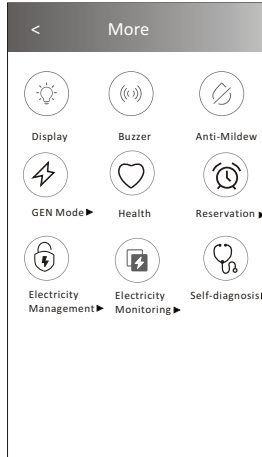 < More
Display Buzzer Anti-Mildew
GEN Mode▶ Health Reservation ▶
Electricity Electricity Self-diagnosis▶
Management▶ Monitoring▶